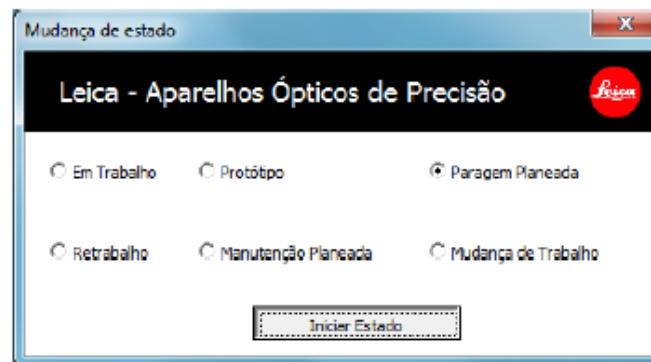 Mudança de estado
Leica - Aparelhos Ópticos de Precisão
Leica
Em Trabalho Protótipo Paragem Planeada
Retrabalho Manutenção Planeada Mudança de Trabalho
Iniciar Estado